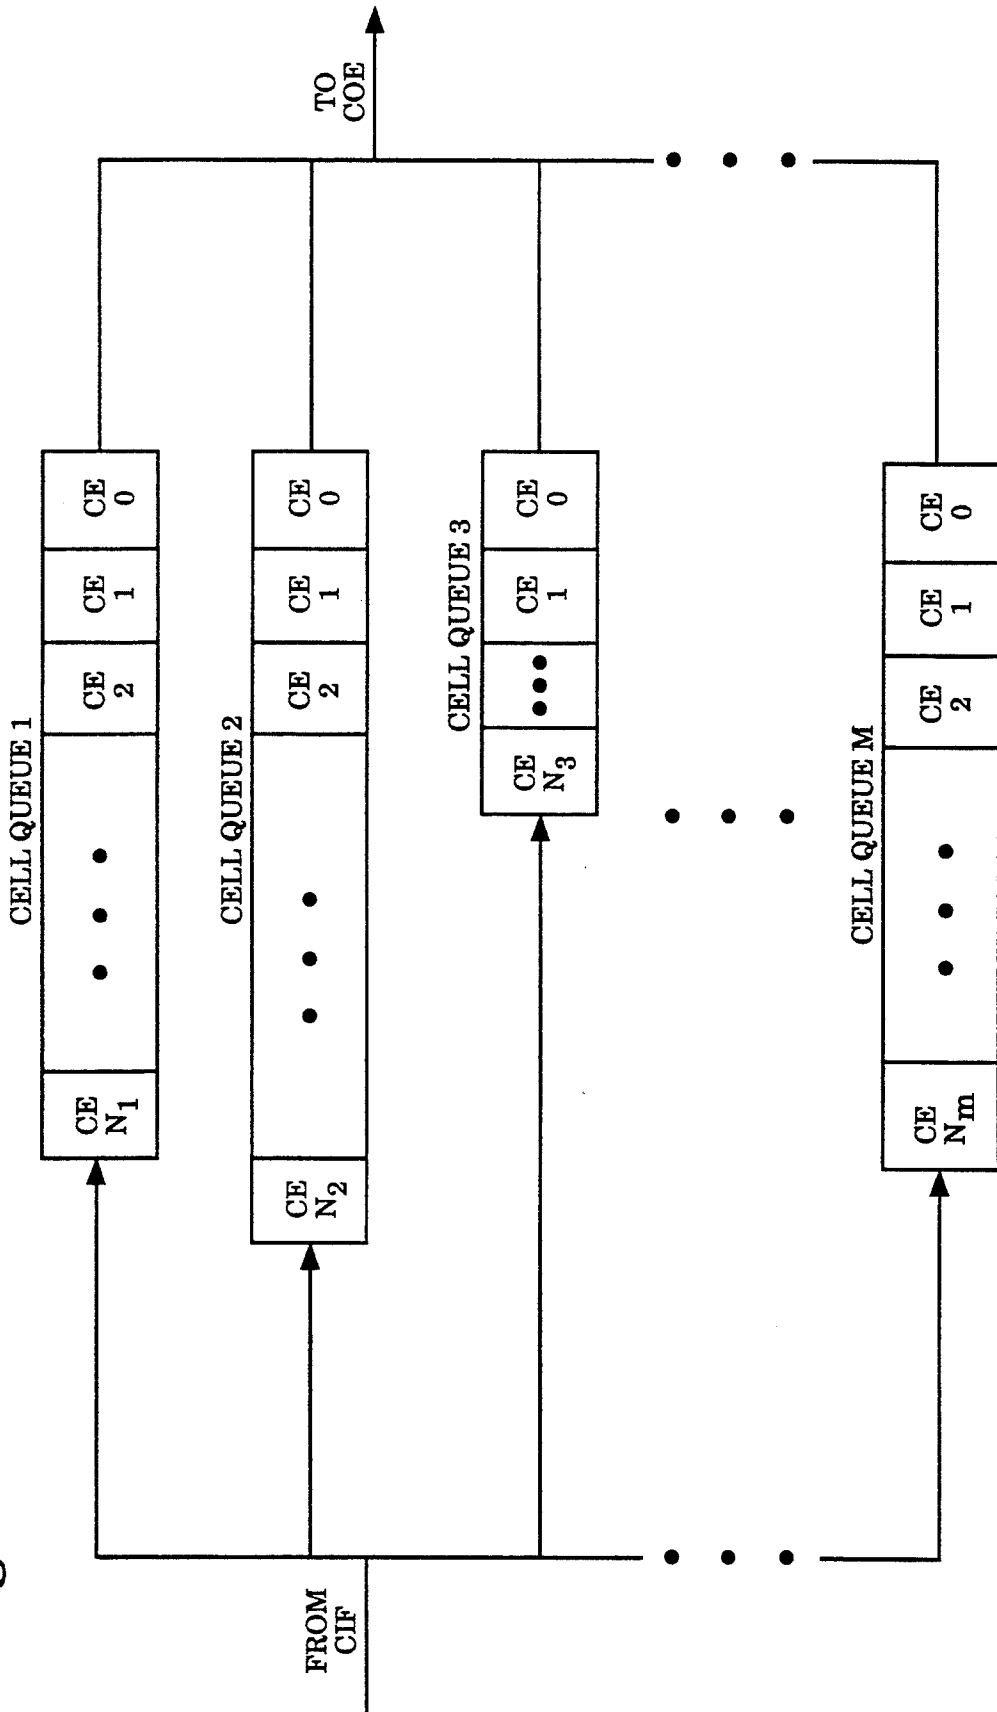 FROM
CIF
CELL QUEUE 1
CE
N1
CE
2
CE
1
CE
0
CELL QUEUE 2
CE
N2
CE
2
CE
1
CE
0
CELL QUEUE 3
CE
N3
CE
1
CE
0
CELL QUEUE M
CE
Nm
CE
2
CE
1
CE
0
TO
COE